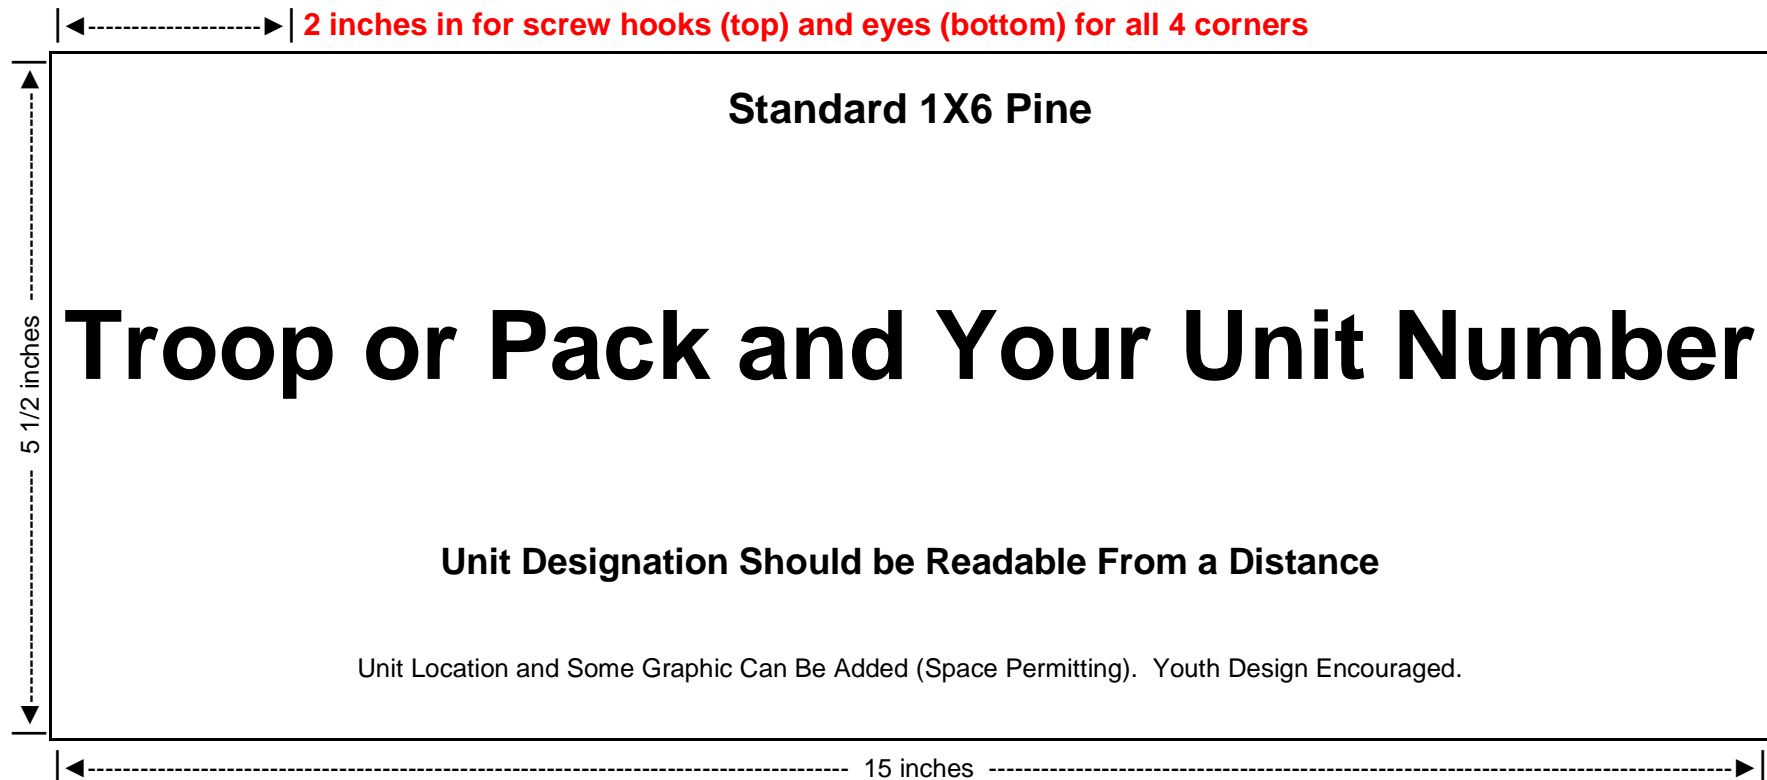 2 inches in for screw hooks (top) and eyes (bottom) for all 4 corners
Standard 1X6 Pine
5 1/2 inches
Troop or Pack and Your Unit Number
Unit Designation Should be Readable From a Distance
Unit Location and Some Graphic Can Be Added (Space Permitting).  Youth Design Encouraged.
15 inches